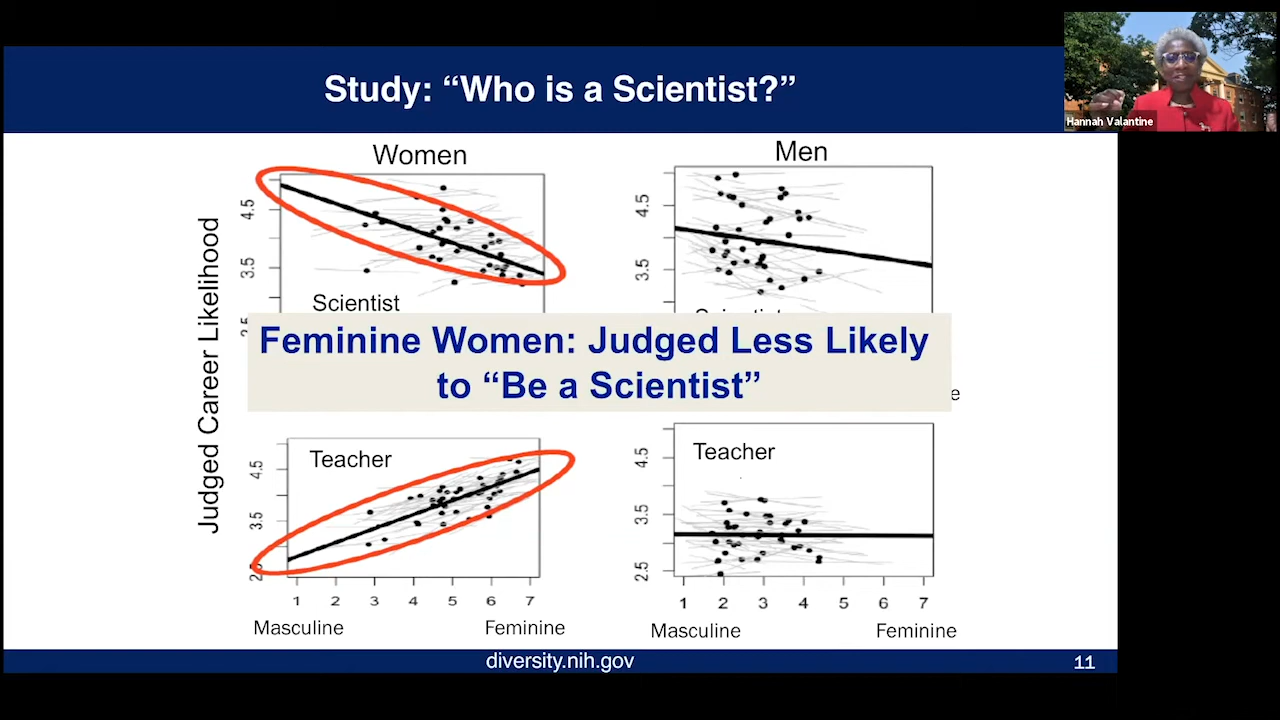 Study: “Who is a Scientist?”
Hannah Valantine
Women
Men
Judged Career Likelihood
4.5
3.5
2.5
Scientist
4.5
3.5
Feminine Women: Judged Less Likely
to “Be a Scientist”
e
Teacher
4.5
3.5
2.5
1 2 3 4 5 6 7
Masculine
Feminine
Teacher
4.5
3.5
2.5
1 2 3 4 5 6 7
Masculine
Feminine
diversity.nih.gov
11